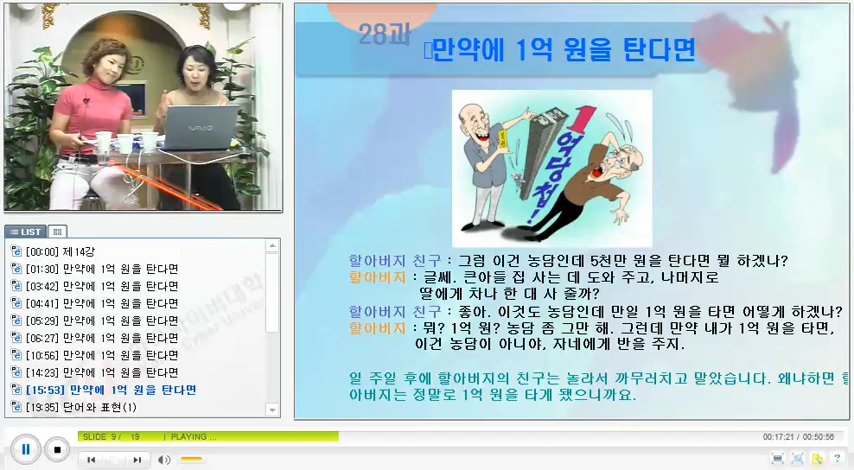 28과
만약에 1억 원을 탄다면
1억당첨!
VAIO
할아버지 친구 : 그럼 이건 농담인데 5천만 원을 탄다면 뭘 하겠나?
할아버지 : 글쎄. 큰아들 집 사는 데 도와 주고, 나머지로
딸에게 차나 한 대 사 줄까?
할아버지 친구 : 좋아. 이것도 농담인데 만일 1억 원을 타면 어떻게 하겠나?
할아버지 : 뭐? 1억 원? 농담 좀 그만 해. 그런데 만약 내가 1억 원을 타면,
이건 농담이 아니야, 자네에게 반을 주지.
일 주일 후에 할아버지의 친구는 놀라서 까무러치고 말았습니다. 왜냐하면 할
아버지는 정말로 1억 원을 타게 됐으니까요.
LIST
[00:00] 제14강
[01:30] 만약에 1억 원을 탄다면
[03:42] 만약에 1억 원을 탄다면
[04:41] 만약에 1억 원을 탄다면
[05:29] 만약에 1억 원을 탄다면
[06:27] 만약에 1억 원을 탄다면
[10:56] 만약에 1억 원을 탄다면
[14:23] 만약에 1억 원을 탄다면
[15:53] 만약에 1억 원을 탄다면
[19:35] 단어와 표현(1)
SLIDE 9 / 19 | PLAYING ...
00:17:21 / 00:50:56